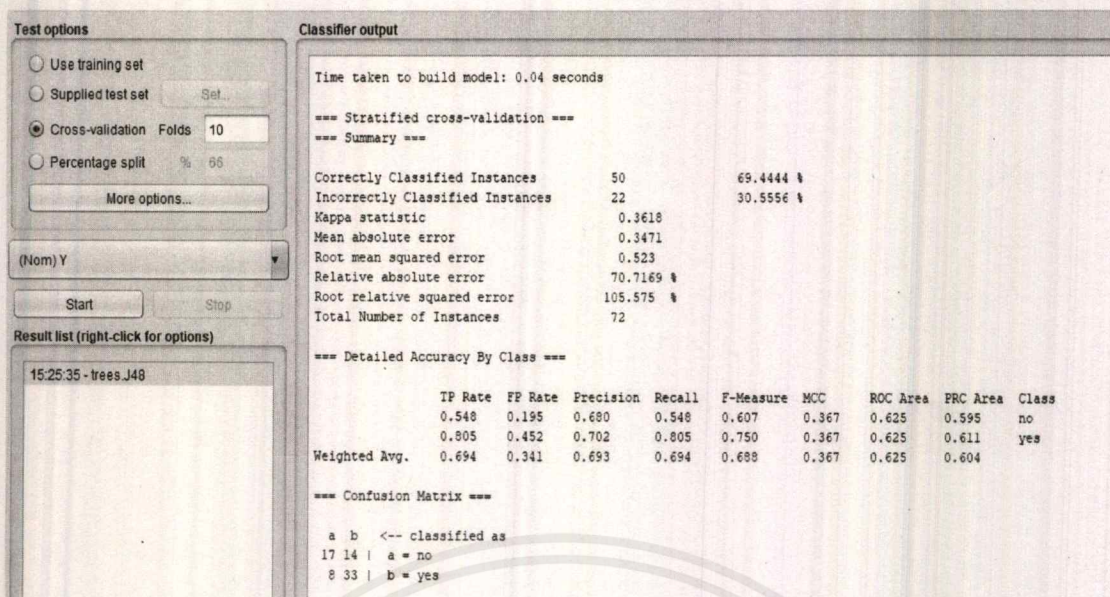 Test options
Use training set
Supplied test set Set...
Cross-validation Folds 10
Percentage split % 66
More options...
(Nom) Y
Start Stop
Result list (right-click for options)
15:25:35 - trees.J48
Classifier output
Time taken to build model: 0.04 seconds
=== Stratified cross-validation ===
=== Summary ===
Correctly Classified Instances 50 69.4444 %
Incorrectly Classified Instances 22 30.5556 %
Kappa statistic 0.3618
Mean absolute error 0.3471
Root mean squared error 0.523
Relative absolute error 70.7169 %
Root relative squared error 105.575 %
Total Number of Instances 72
=== Detailed Accuracy By Class ===
TP Rate FP Rate Precision Recall F-Measure MCC ROC Area PRC Area Class
0.548 0.195 0.680 0.548 0.607 0.367 0.625 0.595 no
0.805 0.452 0.702 0.805 0.750 0.367 0.625 0.611 yes
Weighted Avg. 0.694 0.341 0.693 0.694 0.688 0.367 0.625 0.604
=== Confusion Matrix ===
a b <-- classified as
17 14 | a = no
8 33 | b = yes